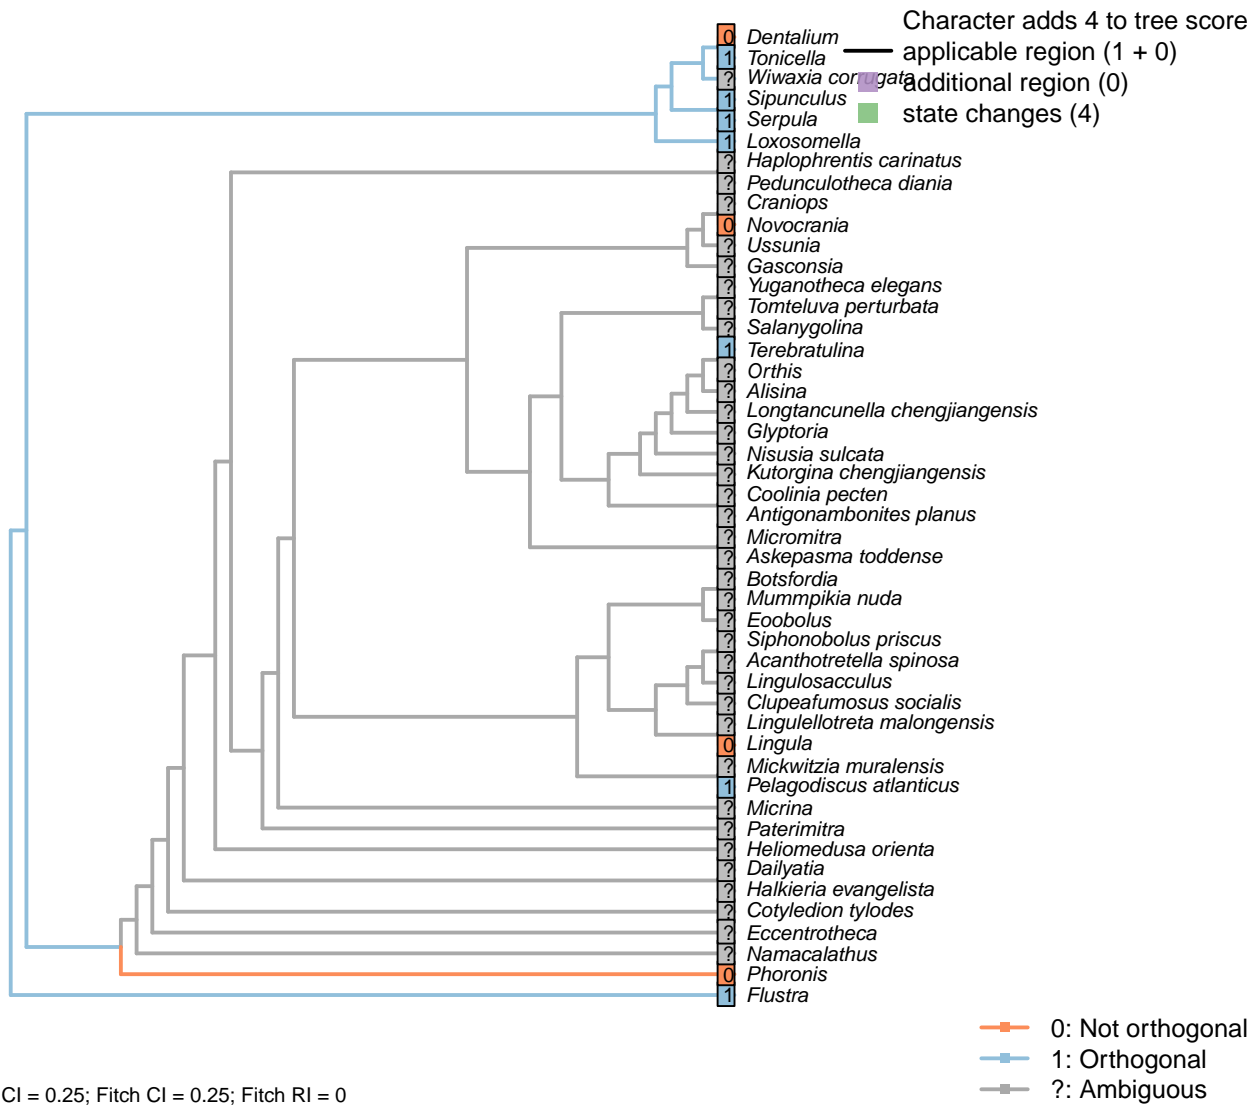 Character adds 4 to tree score
applicable region (1 + 0)
additional region (0)
state changes (4)
0 Dentalium
1 Tonicella
? Wiwaxia corrugata
1 Sipunculus
1 Serpula
1 Loxosomella
? Haplophrentis carinatus
? Pedunculotheca diania
? Craniops
0 Novocrania
? Ussunia
? Gasconsia
? Yuganotheca elegans
? Tomteluva perturbata
? Salanygolina
1 Terebratulina
? Orthis
? Alisina
? Longtancunella chengjiangensis
? Glyptoria
? Nisusia sulcata
? Kutorgina chengjiangensis
? Coolinia pecten
? Antigonambonites planus
? Micromitra
? Askepasma toddense
? Botsfordia
? Mummpikia nuda
? Eoobolus
? Siphonobolus priscus
? Acanthotretella spinosa
? Lingulosacculus
? Clupeafumosus socialis
? Lingulellotreta malongensis
0 Lingula
? Mickwitzia muralensis
1 Pelagodiscus atlanticus
? Micrina
? Paterimitra
? Heliomedusa orienta
? Dailyatia
? Halkieria evangelista
? Cotyledion tylodes
? Eccentrotheca
? Namacalathus
0 Phoronis
1 Flustra
0: Not orthogonal
1: Orthogonal
?: Ambiguous
CI = 0.25; Fitch CI = 0.25; Fitch RI = 0